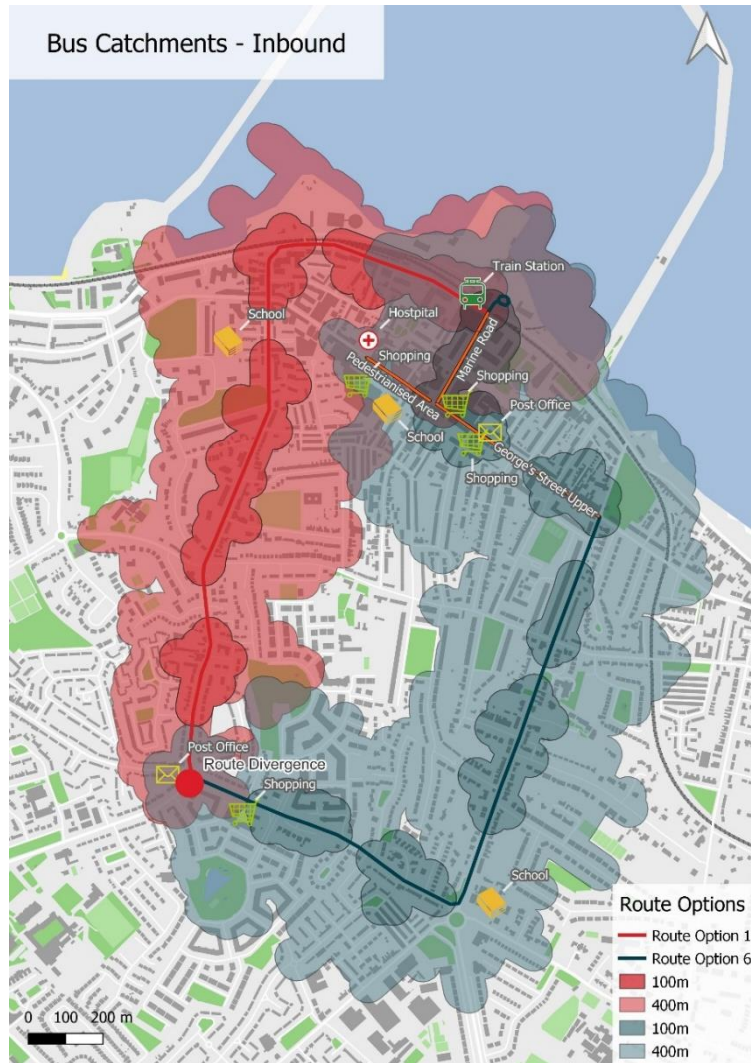 Bus Catchments - Inbound
Train Station
School
Hostpital
Shopping
Marine Road
Pedestrianised Area
Shopping
School
Post Office
Shopping
George's Street Upper
Post Office
Route Divergence
Shopping
School
Route Options
Route Option 1
Route Option 6
100m
400m
100m
400m
0 100 200 m